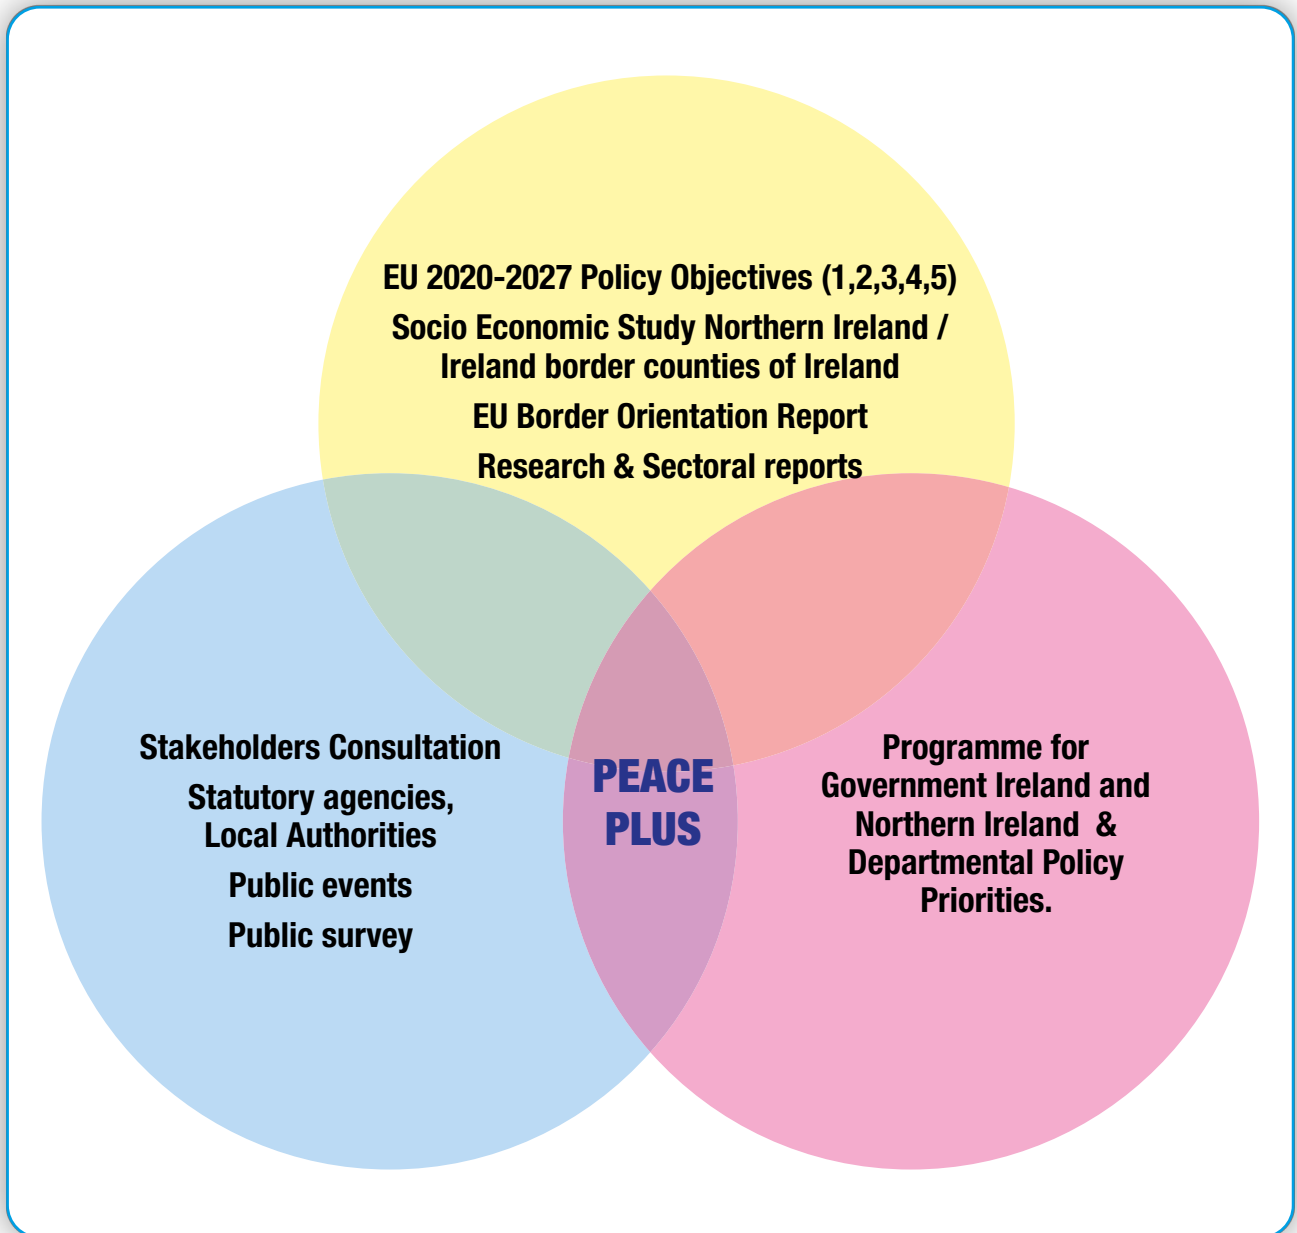 EU 2020-2027 Policy Objectives (1,2,3,4,5)
Socio Economic Study Northern Ireland /
Ireland border counties of Ireland
EU Border Orientation Report
Research & Sectoral reports
Stakeholders Consultation
Statutory agencies,
Local Authorities
Public events
Public survey
PEACE
PLUS
Programme for
Government Ireland and
Northern Ireland &
Departmental Policy
Priorities.